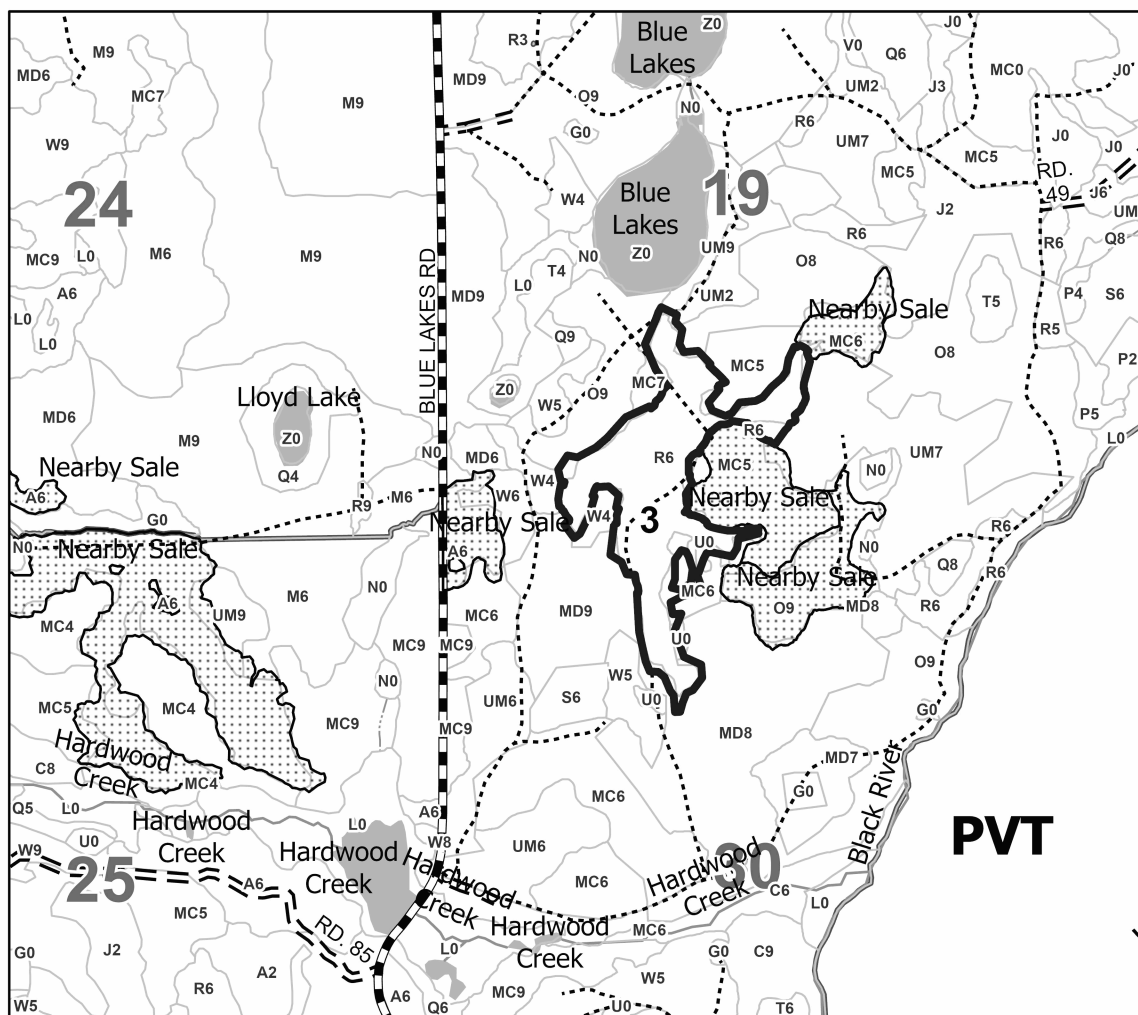 Blue
Lakes
Z0
J0
R3
M9
MD6
MC7
M9
MD9
V0
Q6
UM2
J3
MC0
J0
O9
N0
G0
R6
UM7
J0
J0
W9
MC5
MC5
RD.
49
24
Blue
Lakes
19
W4
J6
J2
UM
MC9
L0
M6
M9
BLUE LAKES RD
N0
Z0
UM9
R6
R6
Q8
O8
T4
L0
A6
MD9
UM2
T5
P4
S6
L0
Nearby Sale
L0
Q9
MC6
O8
R5
P2
MC5
MC7
Lloyd Lake
Z0
O9
W5
MD6
M9
Z0
P5
R6
L0
N0
MD6
R6
MC5
UM7
N0
Nearby Sale
Q4
W4
A6
M6
W6
Nearby Sale
R9
G0
Nearby Sale
W4
3
R6
N0
Nearby Sale
A6
U0
N0
Q8
R6
Nearby Sale
A6
M6
N0
MC6
O9
MD8
R6
UM9
MC6
MD9
MC4
MC9
MC9
U0
O9
N0
W5
MC5
MC4
MC9
UM6
S6
U0
G0
MC9
MD8
Hardwood
Creek
MD7
C8
MC4
MC6
G0
Black River
Q5
L0
A6
Hardwood
Creek
L0
U0
W8
UM6
PVT
W9
25
Hardwood
Creek
Hardwood
Creek
Hardwood
Creek
30
A6
MC6
C6
L0
MC5
Hardwood
Creek
MC6
RD. 85
G0
J2
L0
G0
C9
A2
W5
R6
MC9
W5
A6
Q6
U0
T6